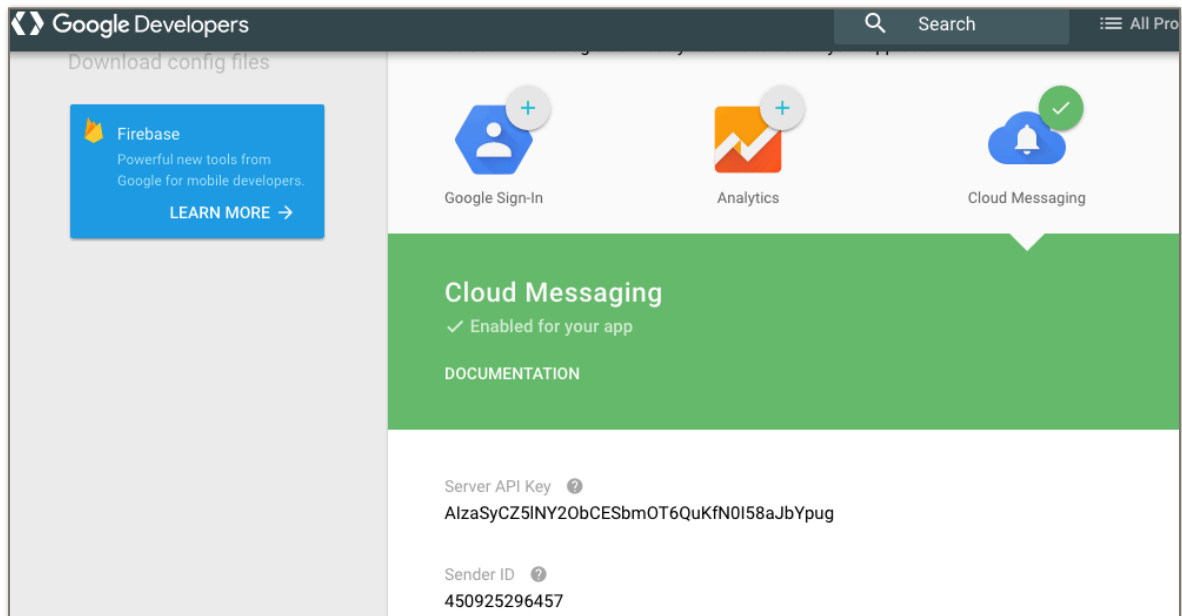 Google Developers
Search
All Pro
Download config files
Firebase
Powerful new tools from
Google for mobile developers.
LEARN MORE
Google Sign-In
Analytics
Cloud Messaging
Cloud Messaging
Enabled for your app
DOCUMENTATION
Server API Key
AIzaSyCZ5lNY2ObCESbmOT6QuKfN0I58aJbYpug
Sender ID
450925296457